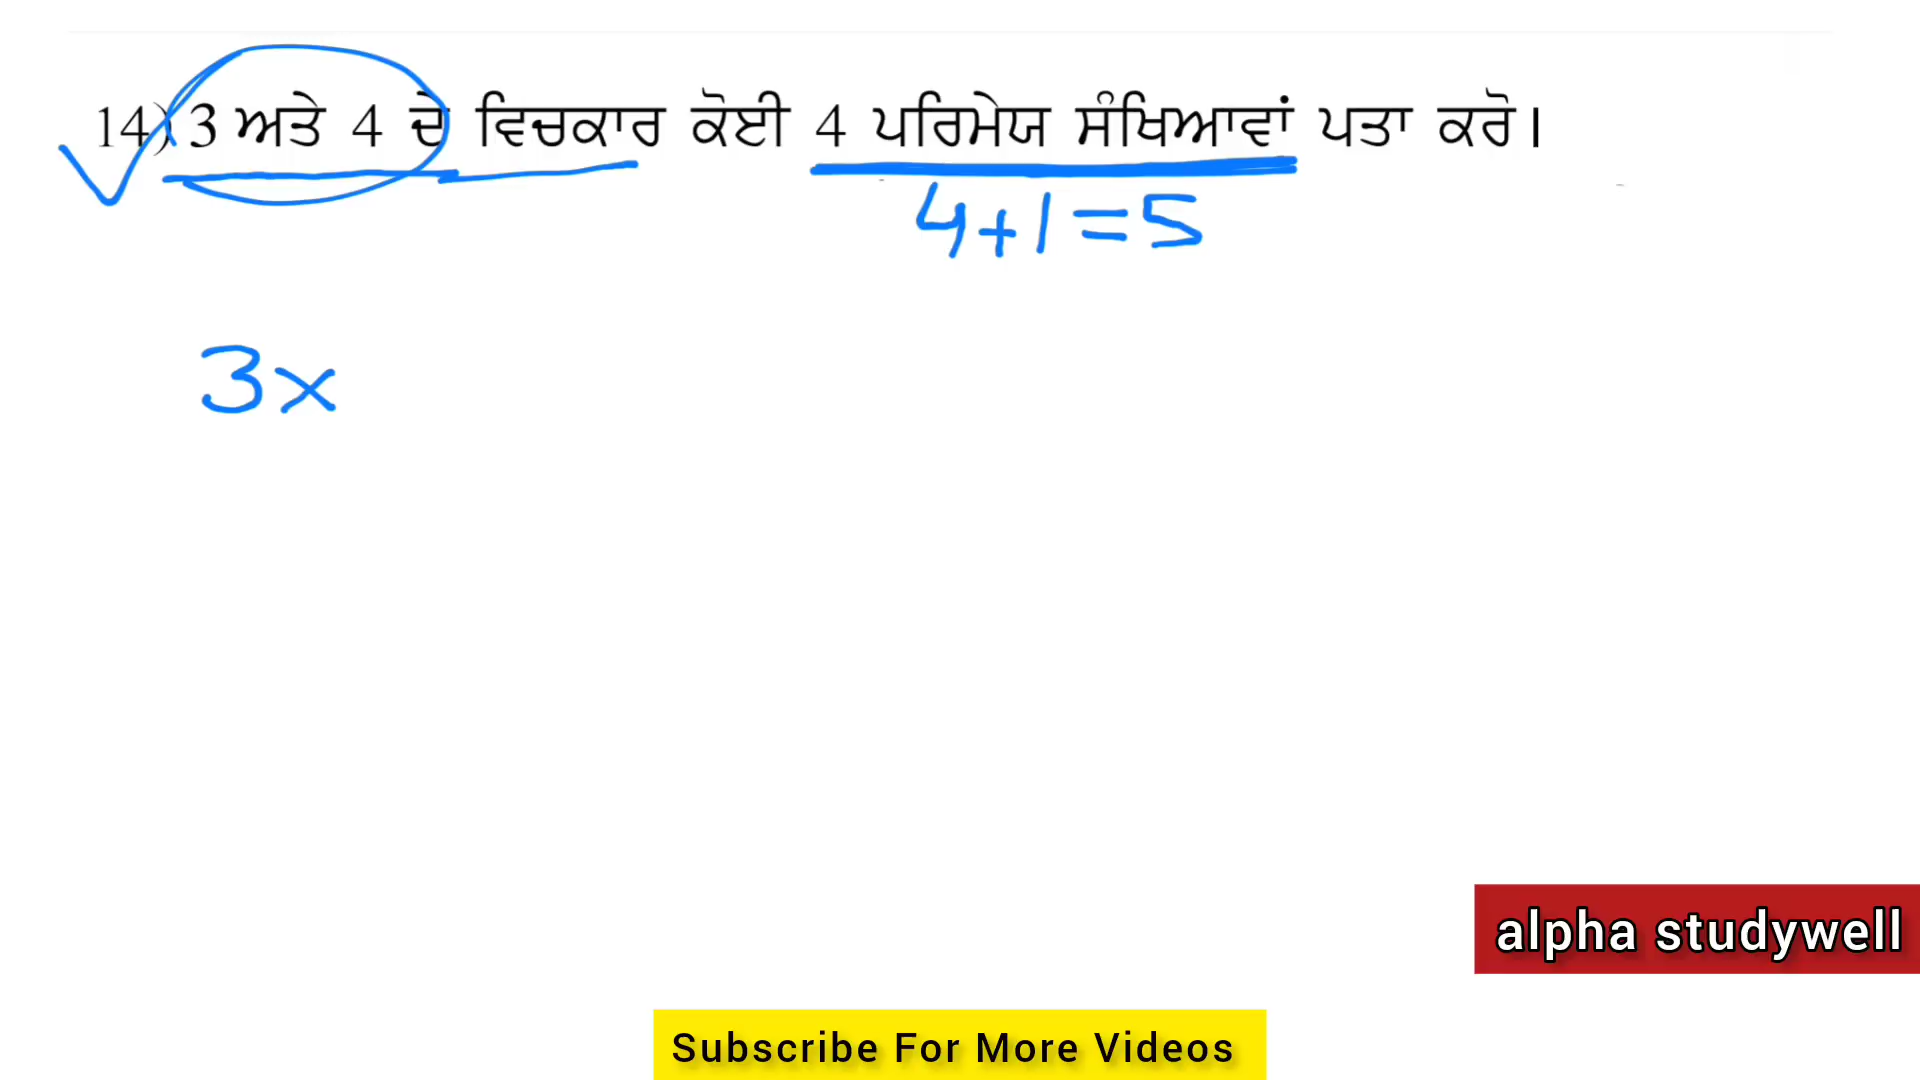 14) 3 ਅਤੇ 4 ਦੇ ਵਿਚਕਾਰ ਕੋਈ 4 ਪਰਿਮੇਯ ਸੰਖਿਆਵਾਂ ਪਤਾ ਕਰੋ।
4+1=5
3x
alpha studywell
Subscribe For More Videos